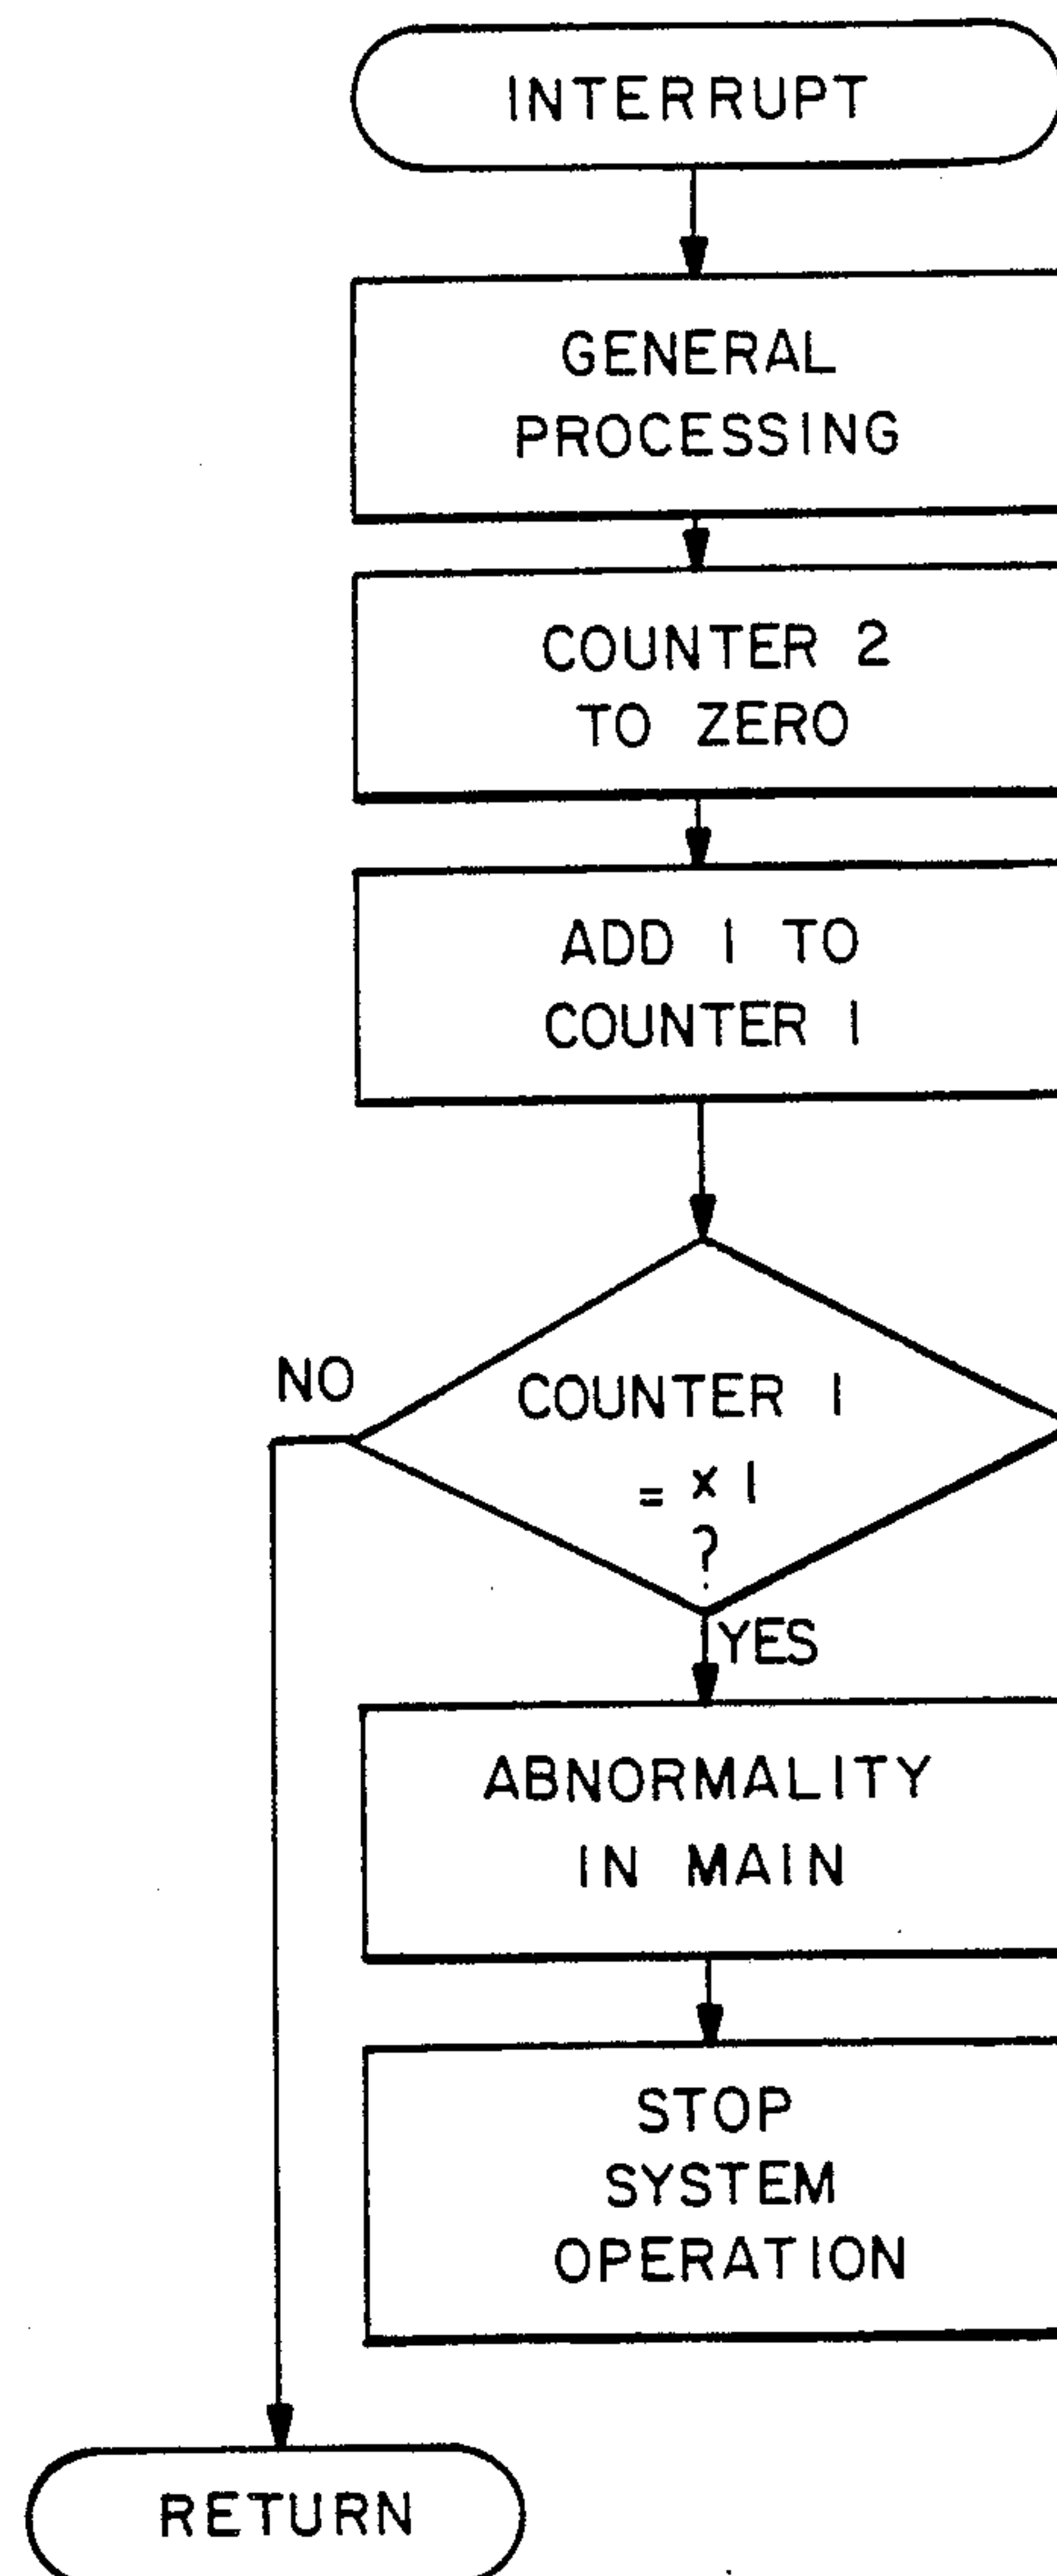 INTERRUPT
GENERAL
PROCESSING
COUNTER 2
TO ZERO
ADD 1 TO
COUNTER 1
NO
COUNTER 1
= x 1
?
YES
ABNORMALITY
IN MAIN
STOP
SYSTEM
OPERATION
RETURN